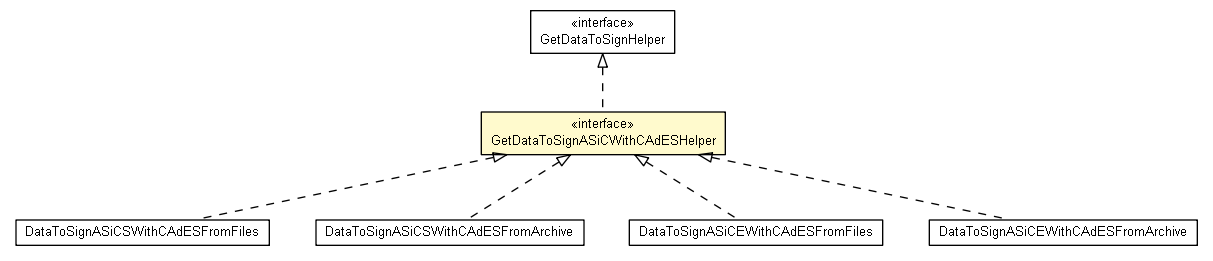 «interface»
GetDataToSignHelper
«interface»
GetDataToSignASiCWithCAdESHelper
DataToSignASiCSWithCAdESFromFiles
DataToSignASiCSWithCAdESFromArchive
DataToSignASiCEWithCAdESFromFiles
DataToSignASiCEWithCAdESFromArchive